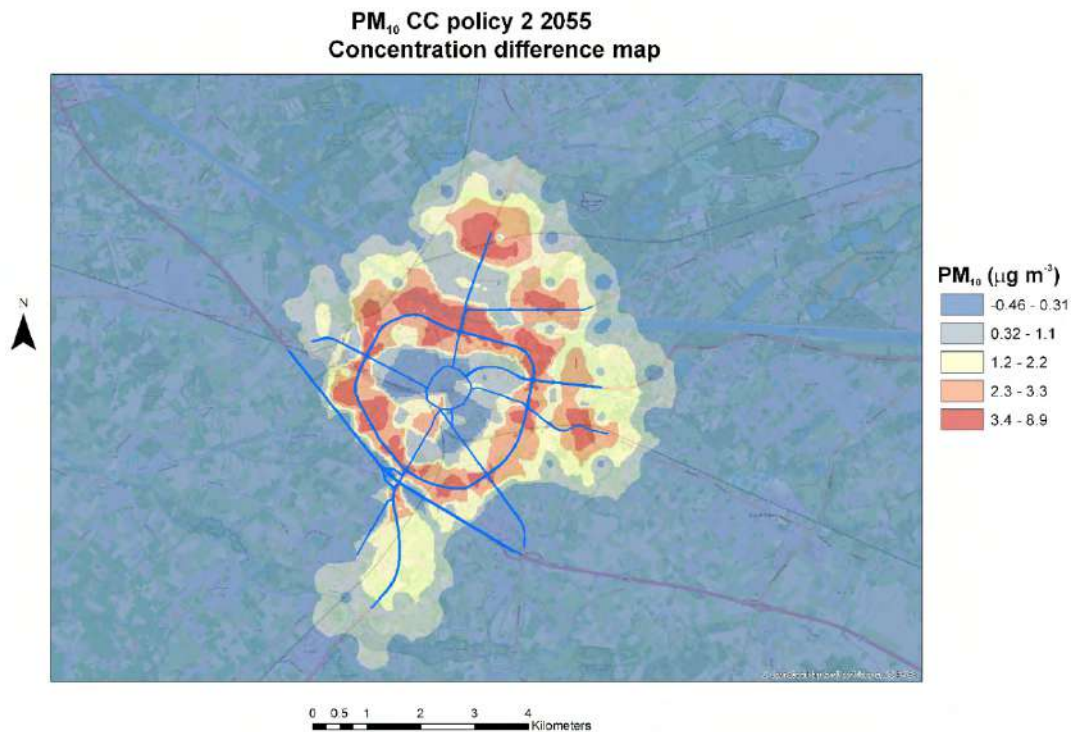 PM₁₀ CC policy 2 2055
Concentration difference map
N
PM₁₀ (µg m⁻³)
-0.46 - 0.31
0.32 - 1.1
1.2 - 2.2
2.3 - 3.3
3.4 - 8.9
0 0.5 1 2 3 4
Kilometers